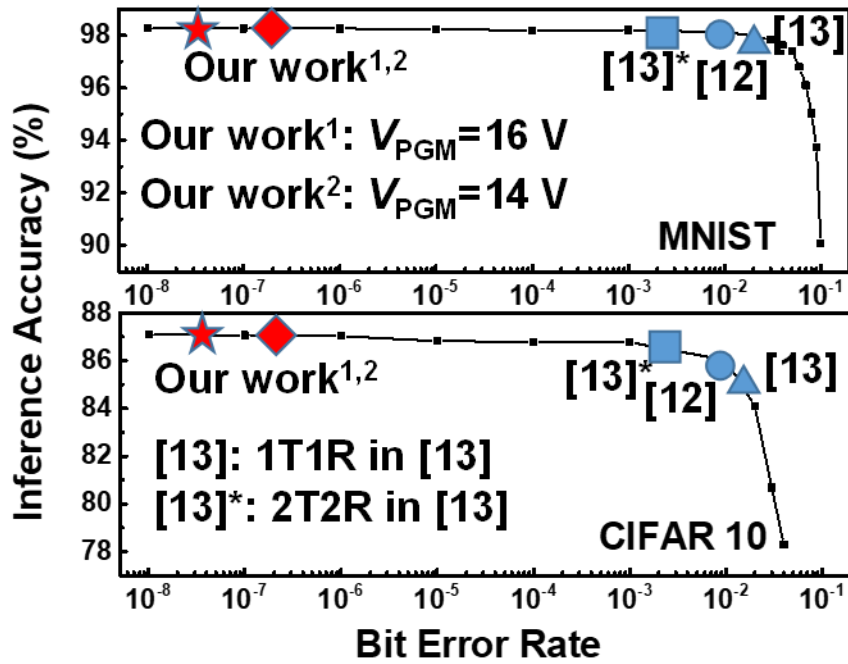 Inference Accuracy (%)
98
96
94
92
90
Our work¹,²
[13]*
[12]
[13]
Our work¹: V_PGM=16 V
Our work²: V_PGM=14 V
MNIST
10⁻⁸ 10⁻⁷ 10⁻⁶ 10⁻⁵ 10⁻⁴ 10⁻³ 10⁻² 10⁻¹
88
86
84
82
80
78
Our work¹,²
[13]*
[12]
[13]
[13]: 1T1R in [13]
[13]*: 2T2R in [13]
CIFAR 10
10⁻⁸ 10⁻⁷ 10⁻⁶ 10⁻⁵ 10⁻⁴ 10⁻³ 10⁻² 10⁻¹
Bit Error Rate